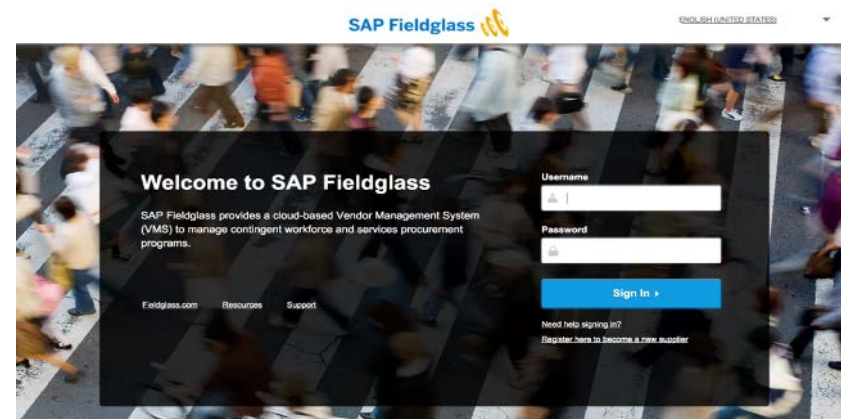 SAP Fieldglass
ENGLISH (UNITED STATES)
Welcome to SAP Fieldglass
SAP Fieldglass provides a cloud-based Vendor Management System
(VMS) to manage contingent workforce and services procurement
programs.
Fieldglass.com Resources Support
Username
Password
Sign In
Need help signing in?
Register here to become a new supplier